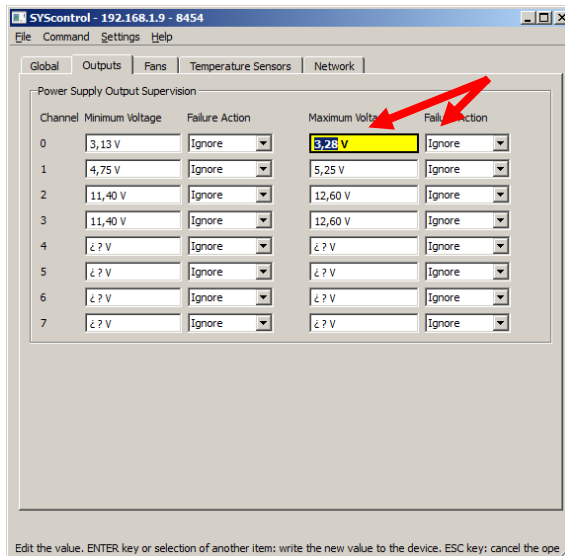 SYScontrol - 192.168.1.9 - 8454
File Command Settings Help
Global Outputs Fans Temperature Sensors Network
Power Supply Output Supervision
Channel Minimum Voltage Failure Action Maximum Failure
0 3,13 V Ignore 3,28 V Ignore
1 4,75 V Ignore 5,25 V Ignore
2 11,40 V Ignore 12,60 V Ignore
3 11,40 V Ignore 12,60 V Ignore
4 ¿ ? V Ignore ¿ ? V Ignore
5 ¿ ? V Ignore ¿ ? V Ignore
6 ¿ ? V Ignore ¿ ? V Ignore
7 ¿ ? V Ignore ¿ ? V Ignore
Edit the value. ENTER key or selection of another item: write the new value to the device. ESC key: cancel the ope